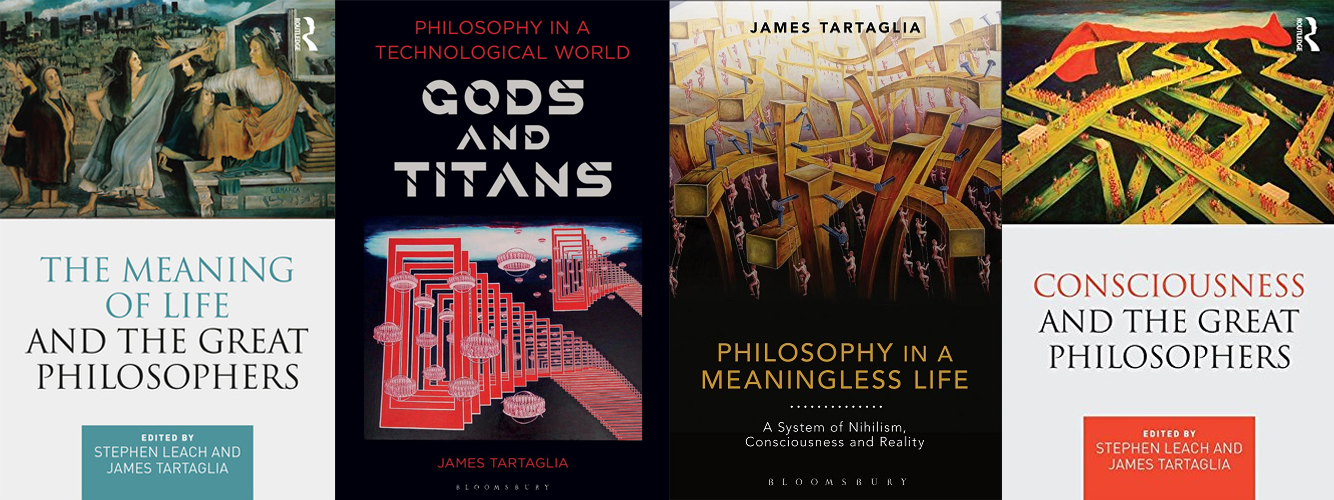 ROUTLEDGE
THE MEANING
OF LIFE
AND THE GREAT
PHILOSOPHERS
EDITED BY
STEPHEN LEACH AND
JAMES TARTAGLIA
PHILOSOPHY IN A
TECHNOLOGICAL WORLD
GODS
AND
TITANS
JAMES TARTAGLIA
BLOOMSBURY
JAMES TARTAGLIA
PHILOSOPHY IN A
MEANINGLESS LIFE
A System of Nihilism,
Consciousness and Reality
BLOOMSBURY
ROUTLEDGE
CONSCIOUSNESS
AND THE GREAT
PHILOSOPHERS
EDITED BY
STEPHEN LEACH AND
JAMES TARTAGLIA